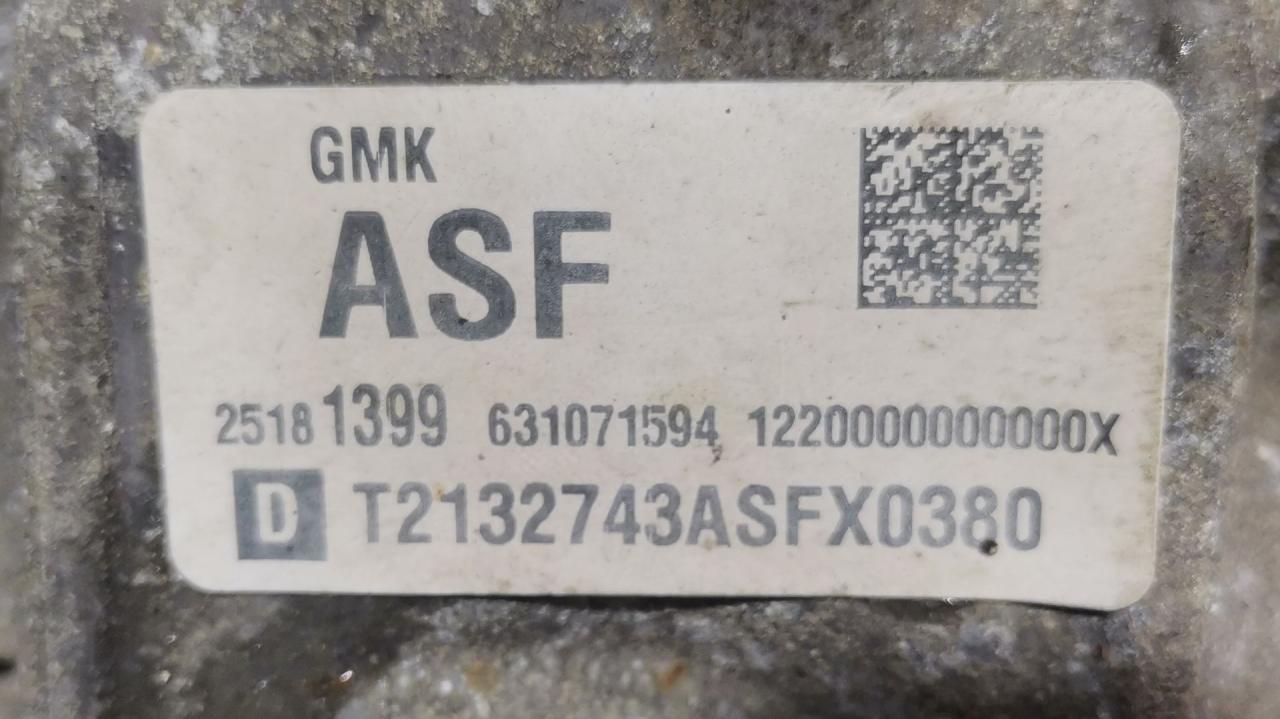 GMK
ASF
25181399 631071594 1220000000000X
D T2132743ASFX0380